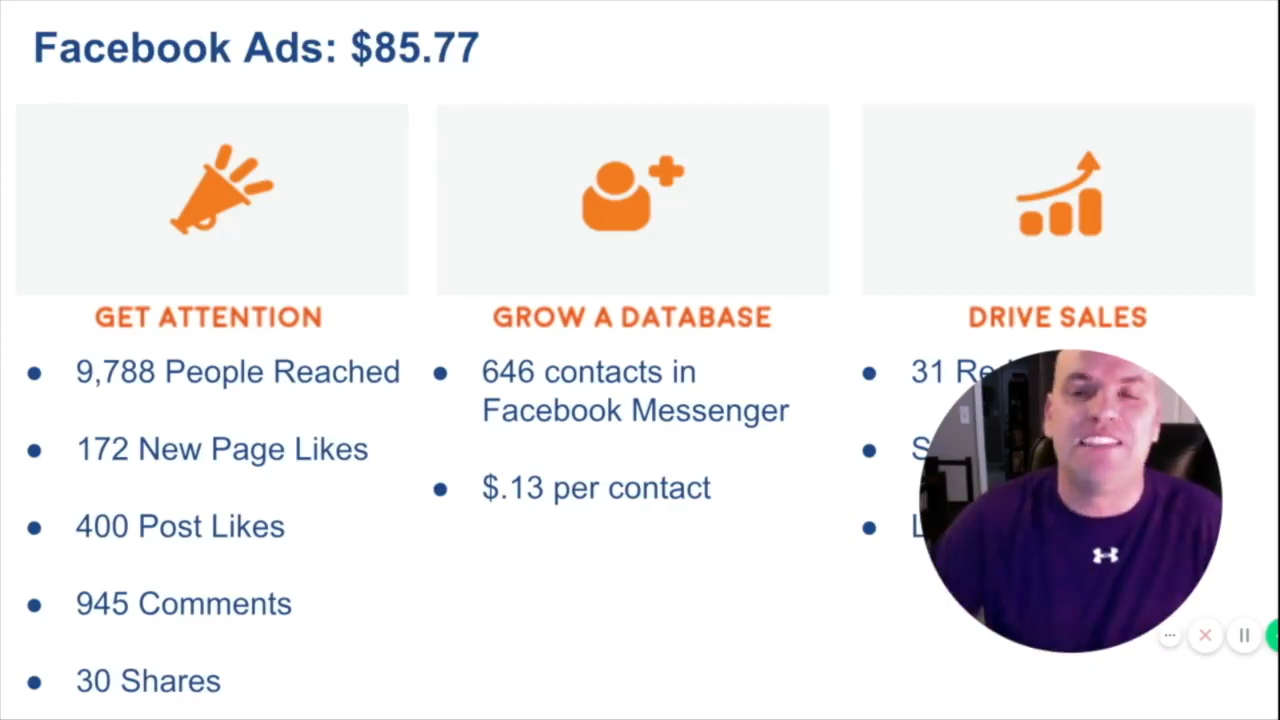 Facebook Ads: $85.77
GET ATTENTION
9,788 People Reached
172 New Page Likes
400 Post Likes
945 Comments
30 Shares
GROW A DATABASE
646 contacts in
Facebook Messenger
$.13 per contact
DRIVE SALES
31